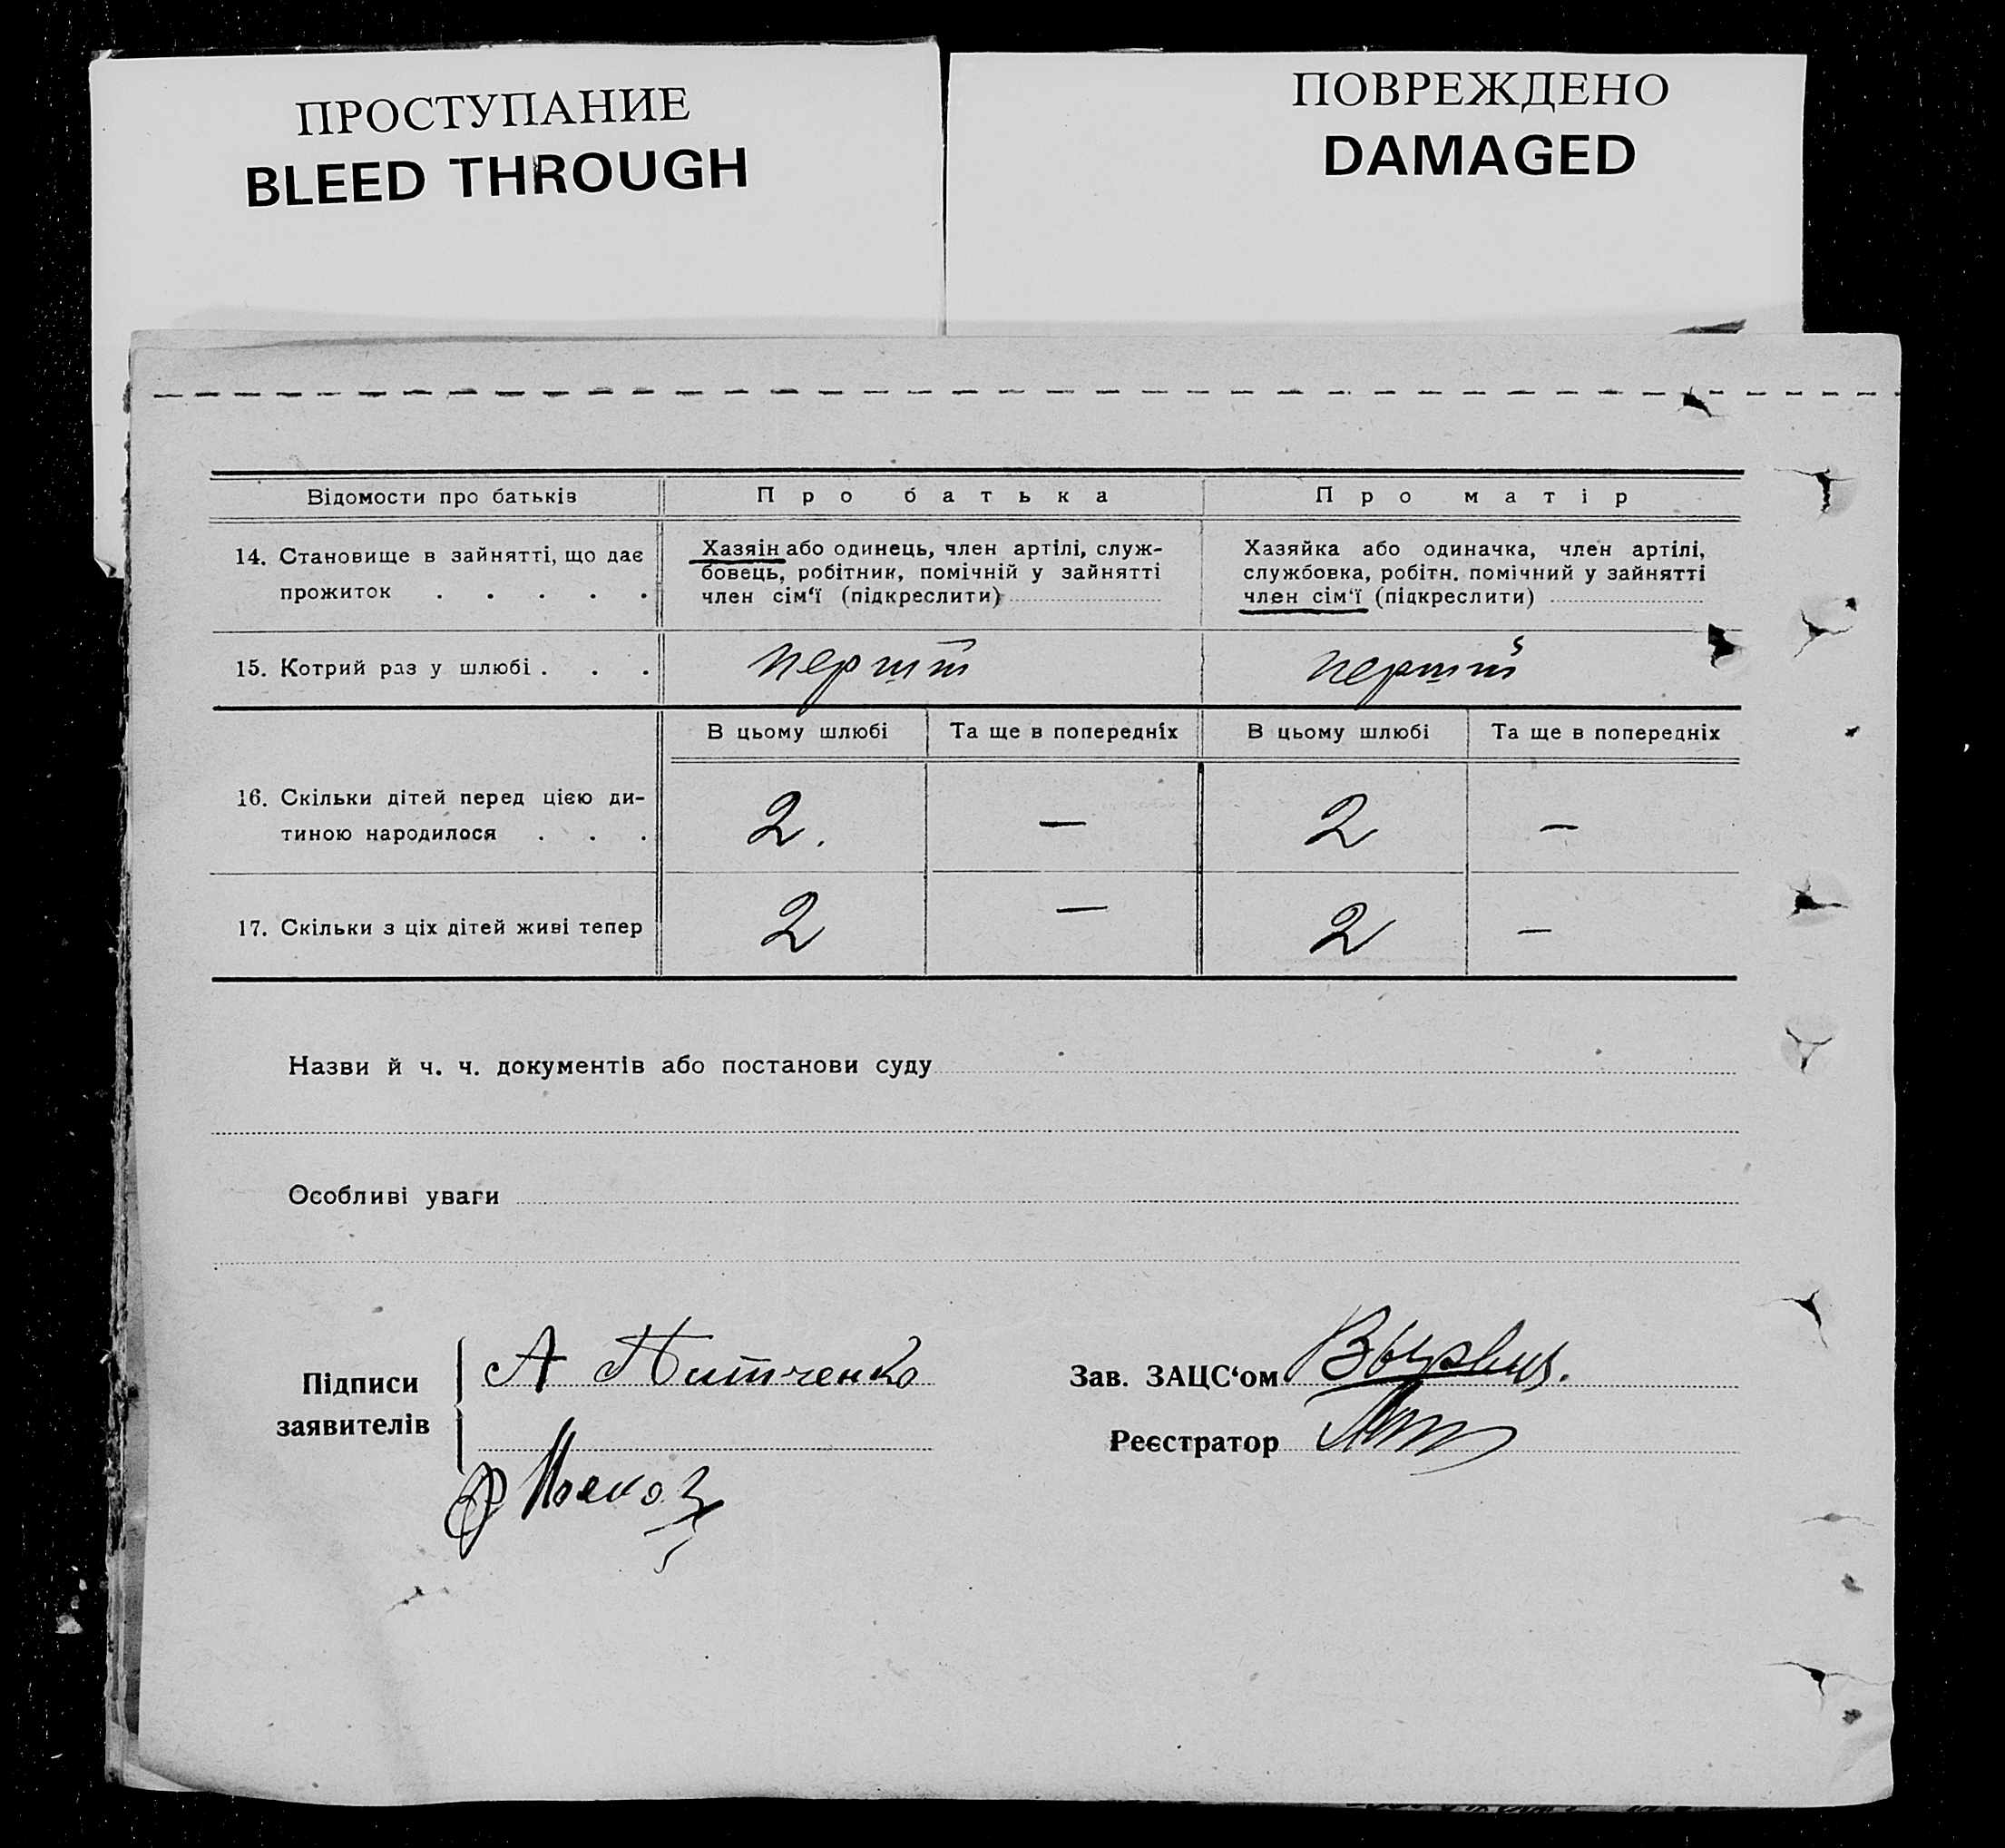 ПРОСТУПАНИЕ
BLEED THROUGH
ПОВРЕЖДЕНО
DAMAGED
Відомости про батьків
Про батька
Про матір
14. Становище в зайнятті, що дає
прожиток . . . . .
Хазяін або одинець, член артілі, служ-
бовець, робітник, помічній у зайнятті
член сім‘ї (підкреслити)
Хазяйка або одиначка, член артілі,
службовка, робітн. помічний у зайнятті
член сім‘ї (підкреслити)
15. Котрий раз у шлюбі . . .
перший
перший
В цьому шлюбі
Та ще в попередніх
В цьому шлюбі
Та ще в попередніх
16. Скільки дітей перед цією ди-
тиною народилося . . .
2.
—
2
—
17. Скільки з ціх дітей живі тепер
2
—
2
—
Назви й ч. ч. документів або постанови суду
Особливі уваги
Підписи
заявителів
А
Зав. ЗАЦС‘ом
Реєстратор